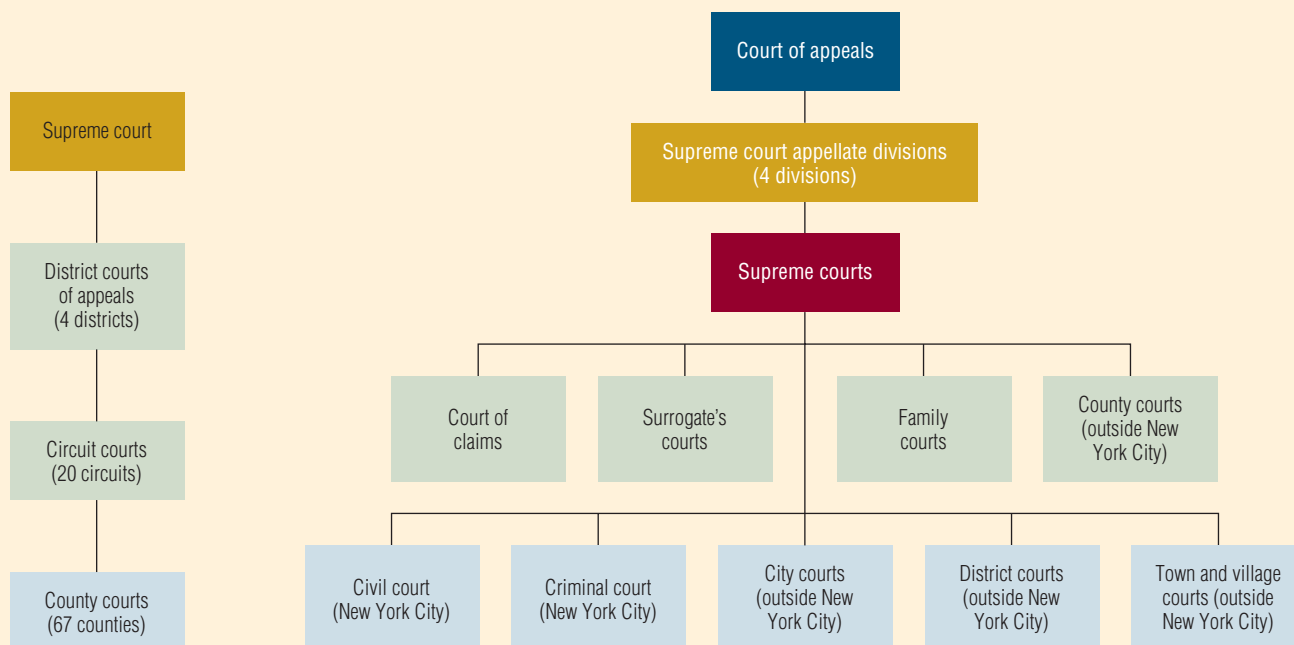 Supreme court
District courts
of appeals
(4 districts)
Circuit courts
(20 circuits)
County courts
(67 counties)
Court of appeals
Supreme court appellate divisions
(4 divisions)
Supreme courts
Court of
claims
Surrogate's
courts
Family
courts
County courts
(outside New
York City)
Civil court
(New York City)
Criminal court
(New York City)
City courts
(outside New
York City)
District courts
(outside New
York City)
Town and village
courts (outside
New York City)